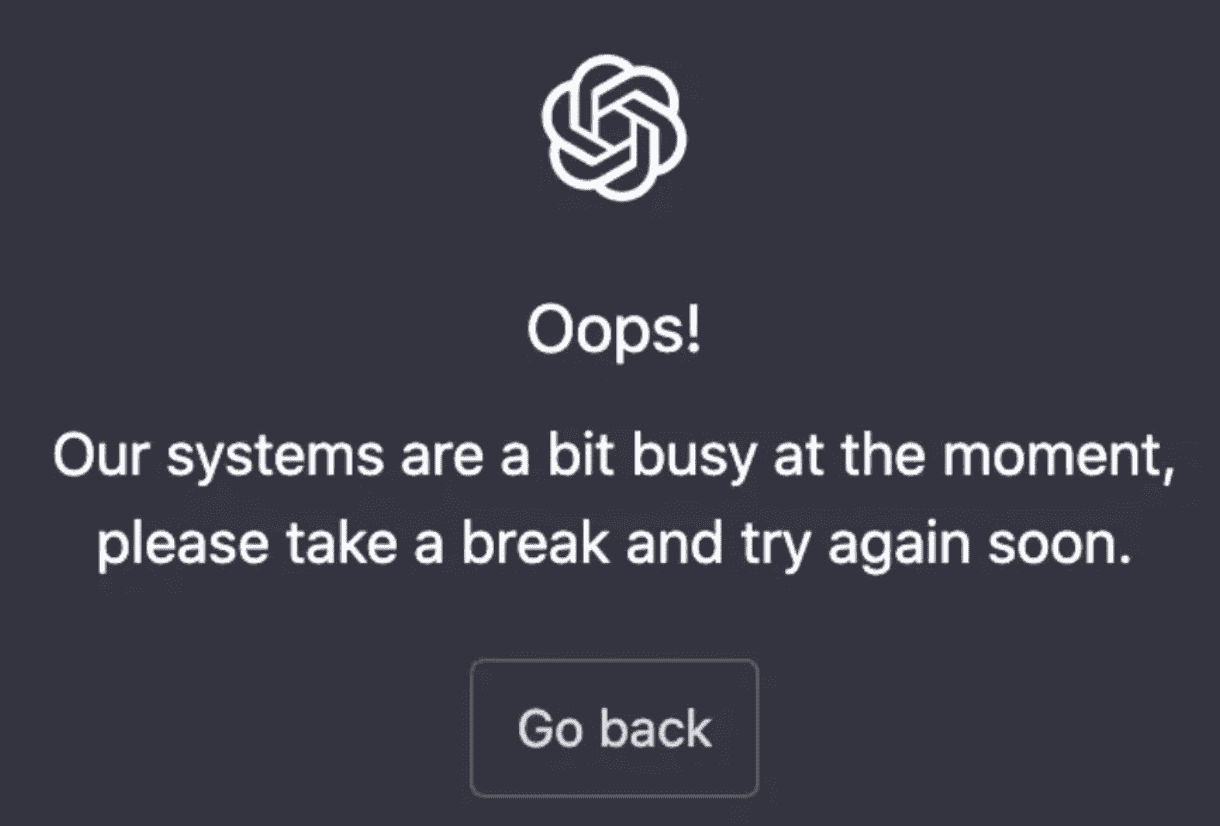 Oops!
Our systems are a bit busy at the moment,
please take a break and try again soon.
Go back